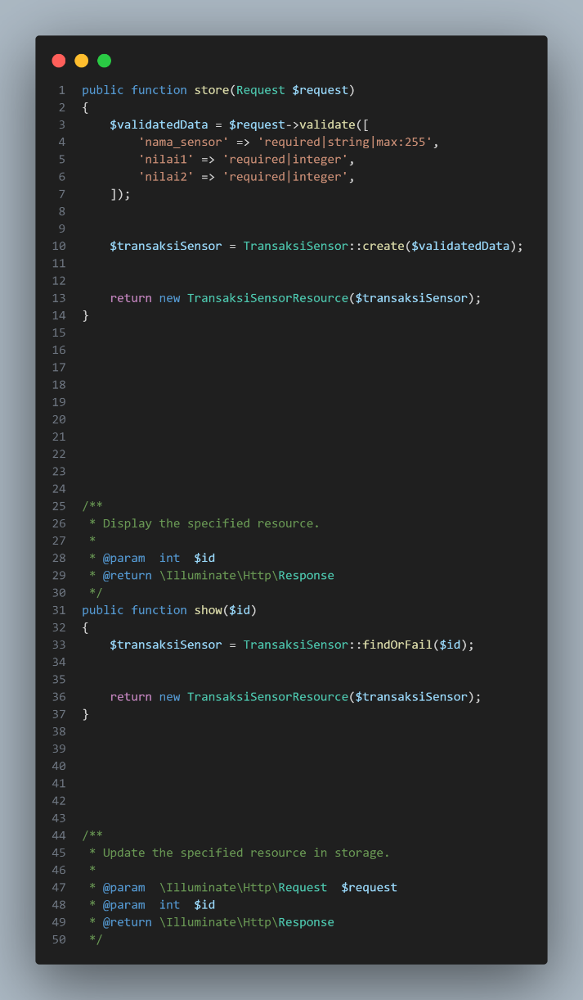 1 public function store(Request $request)
2 {
3     $validatedData = $request->validate([
4         'nama_sensor' => 'required|string|max:255',
5         'nilai1' => 'required|integer',
6         'nilai2' => 'required|integer',
7     ]);
8
9
10     $transaksiSensor = TransaksiSensor::create($validatedData);
11
12
13     return new TransaksiSensorResource($transaksiSensor);
14 }
15
16
17
18
19
20
21
22
23
24
25 /**
26  * Display the specified resource.
27  *
28  * @param  int  $id
29  * @return \Illuminate\Http\Response
30  */
31 public function show($id)
32 {
33     $transaksiSensor = TransaksiSensor::findOrFail($id);
34
35
36     return new TransaksiSensorResource($transaksiSensor);
37 }
38
39
40
41
42
43
44 /**
45  * Update the specified resource in storage.
46  *
47  * @param  \Illuminate\Http\Request  $request
48  * @param  int  $id
49  * @return \Illuminate\Http\Response
50  */